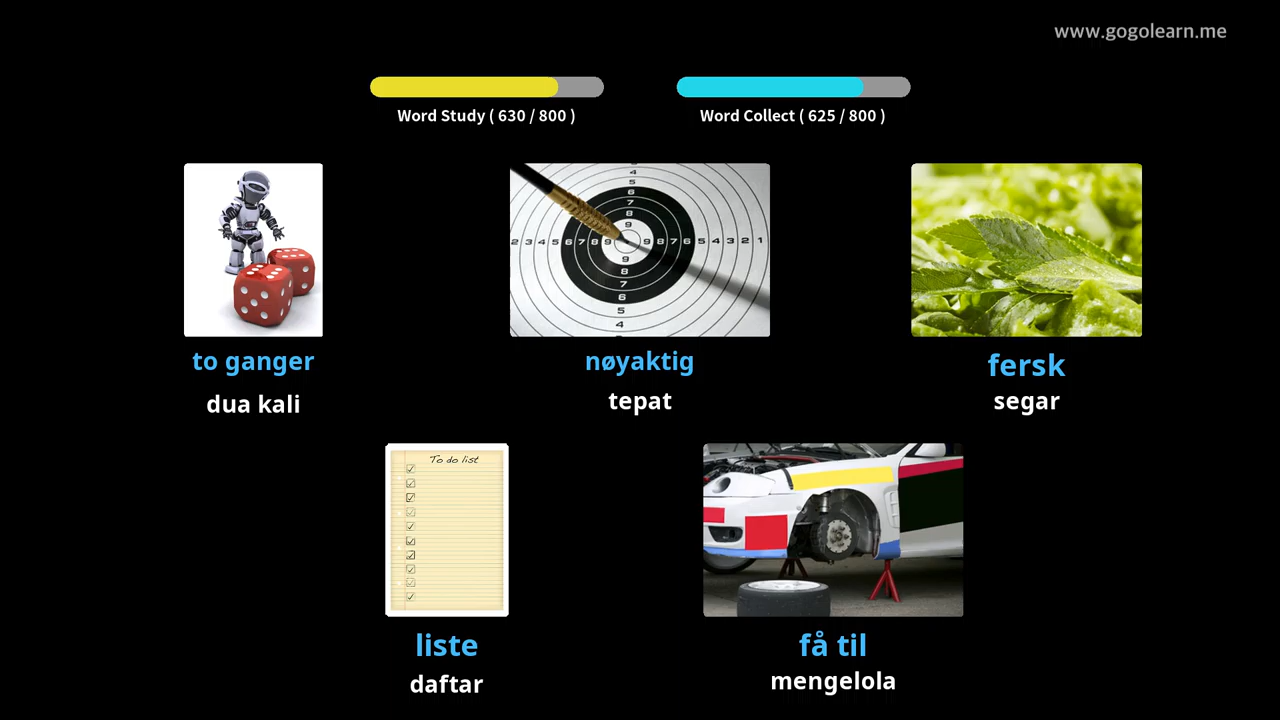 www.gogolearn.me
Word Study ( 630 / 800 )
Word Collect ( 625 / 800 )
to ganger
dua kali
nøyaktig
tepat
fersk
segar
To do list
liste
daftar
få til
mengelola